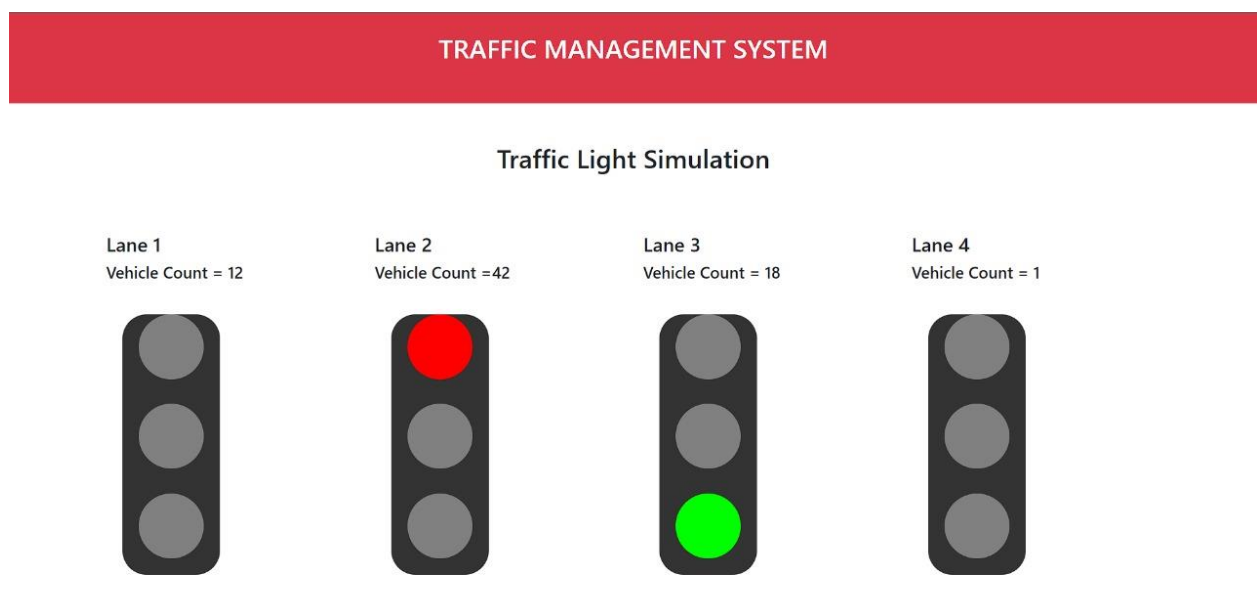 TRAFFIC MANAGEMENT SYSTEM
Traffic Light Simulation
Lane 1
Vehicle Count = 12
Lane 2
Vehicle Count =42
Lane 3
Vehicle Count = 18
Lane 4
Vehicle Count = 1